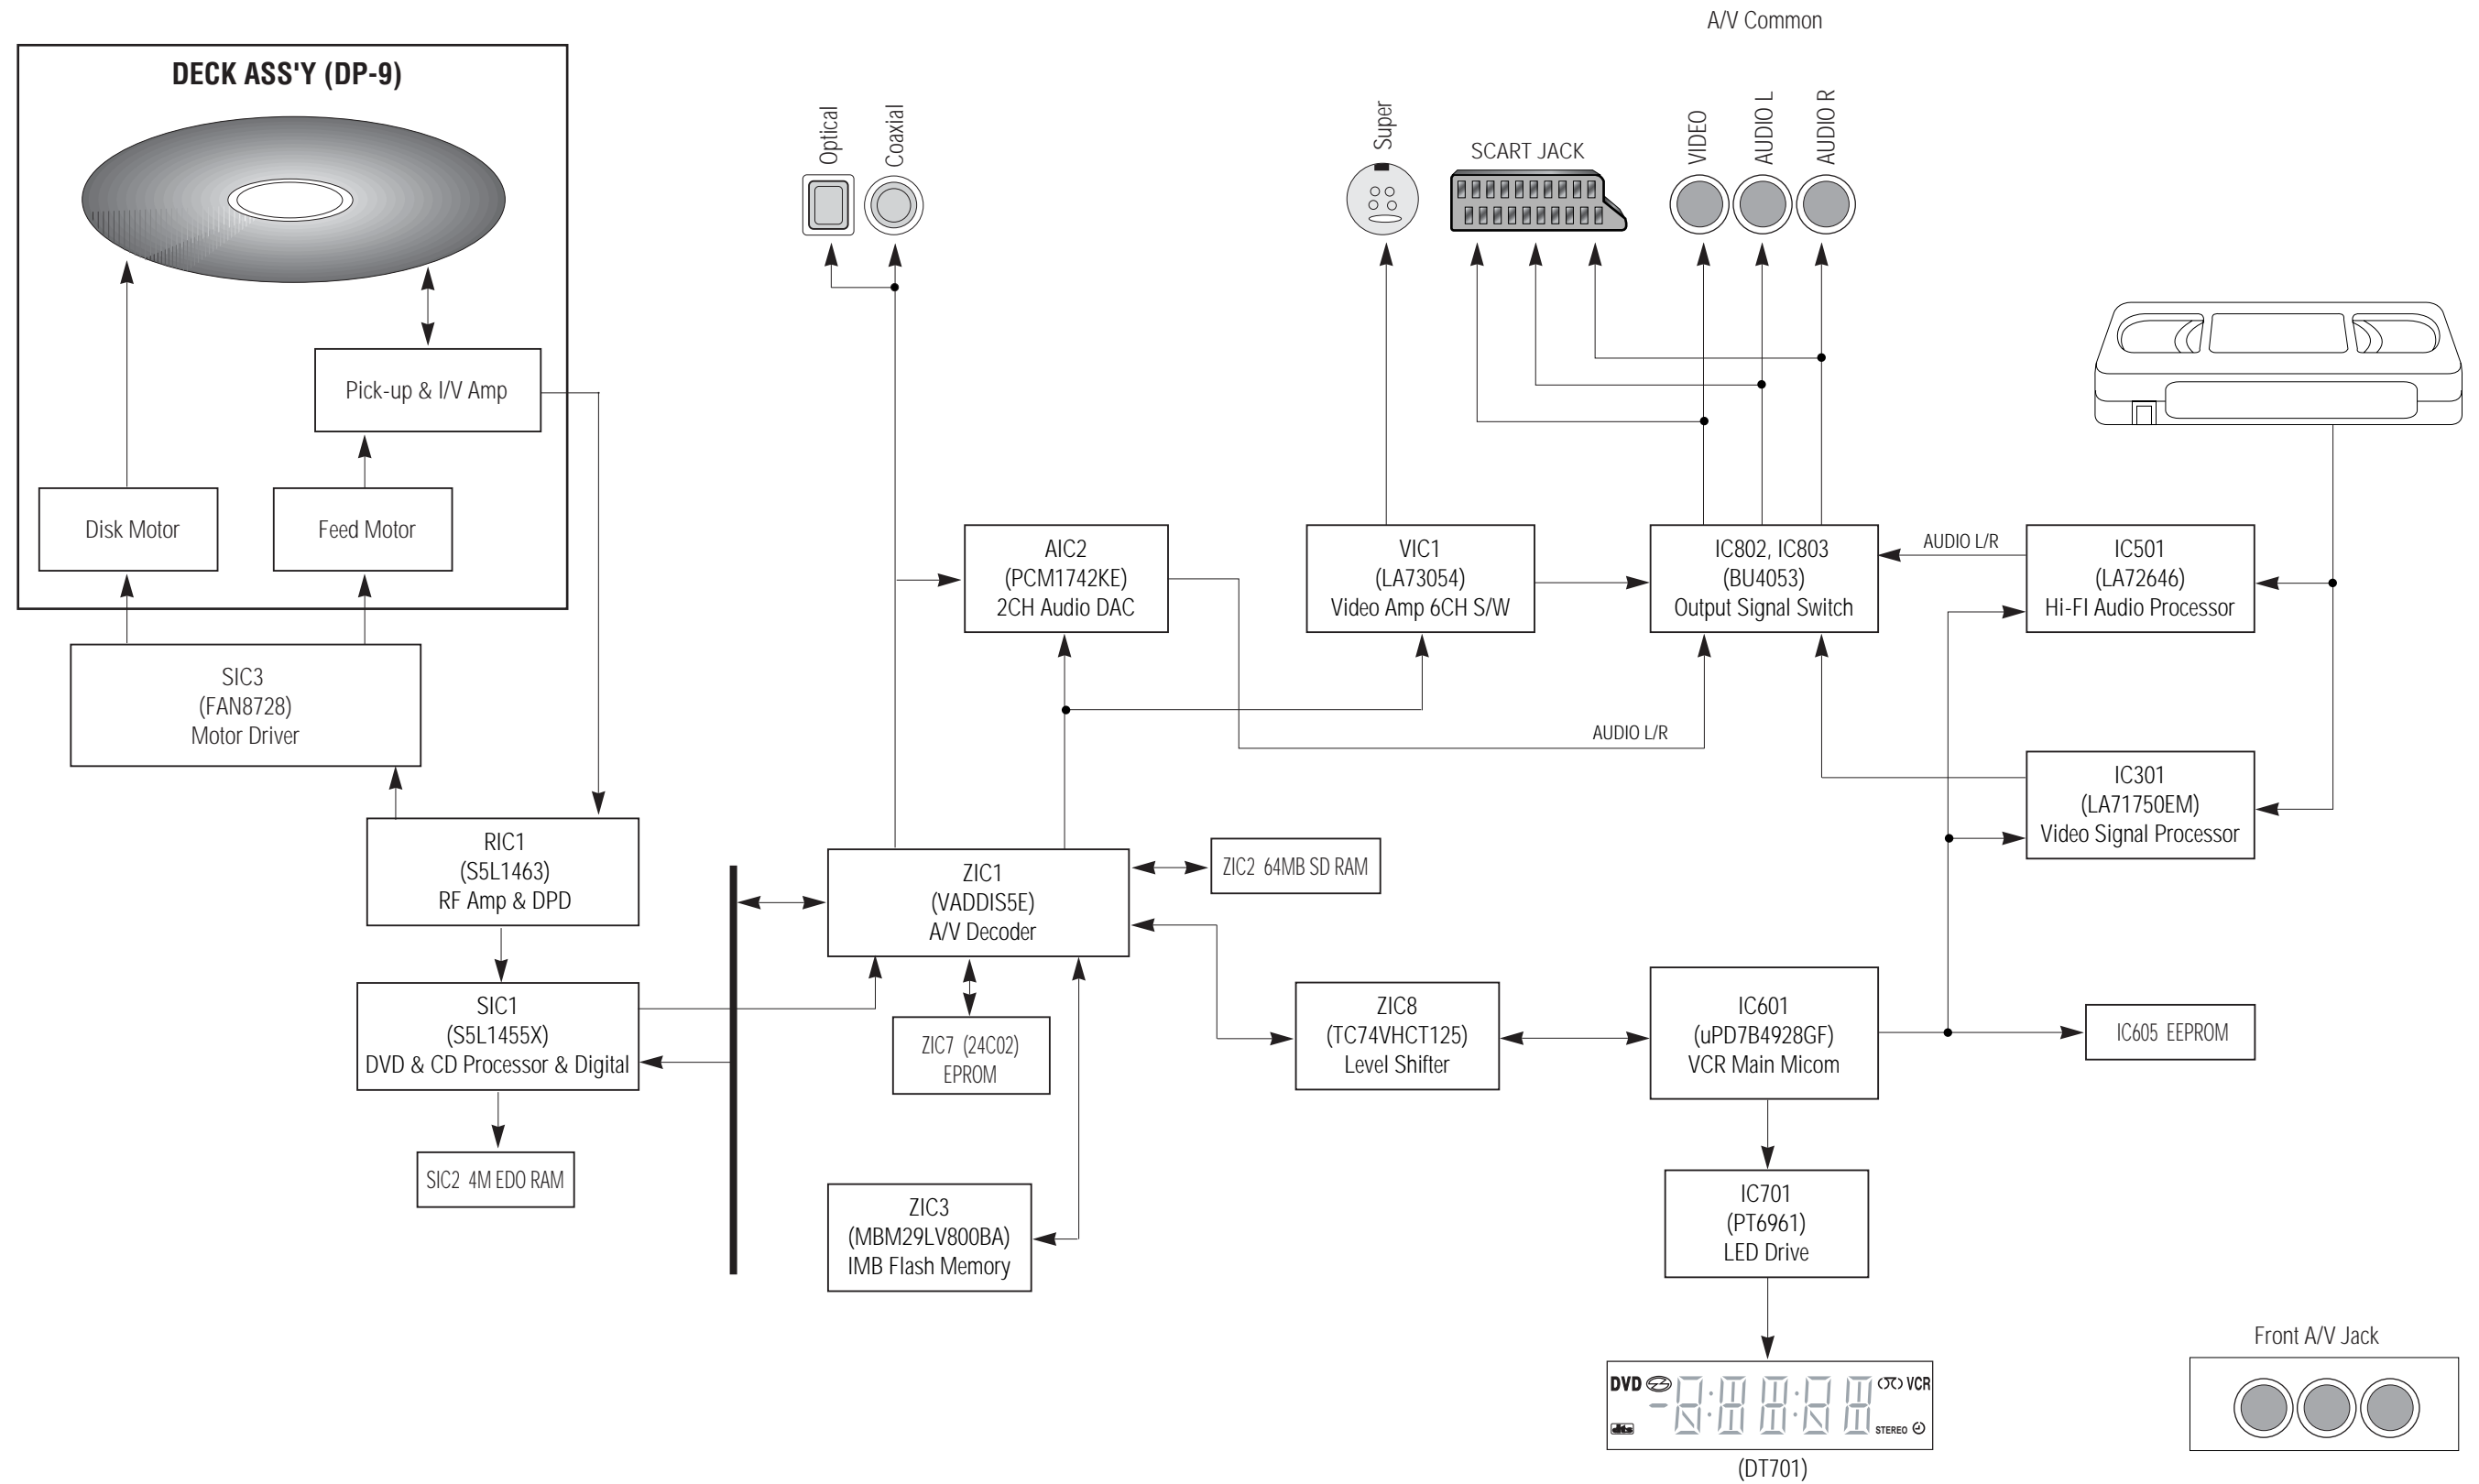 A/V Common
DECK ASS'Y (DP-9)
Optical
Coaxial
Super
SCART JACK
VIDEO
AUDIO L
AUDIO R
Pick-up & I/V Amp
Disk Motor
Feed Motor
SIC3
(FAN8728)
Motor Driver
AIC2
(PCM1742KE)
2CH Audio DAC
VIC1
(LA73054)
Video Amp 6CH S/W
IC802, IC803
(BU4053)
Output Signal Switch
AUDIO L/R
IC501
(LA72646)
Hi-FI Audio Processor
AUDIO L/R
IC301
(LA71750EM)
Video Signal Processor
RIC1
(S5L1463)
RF Amp & DPD
ZIC1
(VADDIS5E)
A/V Decoder
ZIC2 64MB SD RAM
SIC1
(S5L1455X)
DVD & CD Processor & Digital
ZIC7 (24C02)
EPROM
ZIC8
(TC74VHCT125)
Level Shifter
IC601
(uPD7B4928GF)
VCR Main Micom
IC605 EEPROM
SIC2 4M EDO RAM
ZIC3
(MBM29LV800BA)
IMB Flash Memory
IC701
(PT6961)
LED Drive
Front A/V Jack
DVD
VCR
dts
STEREO
(DT701)